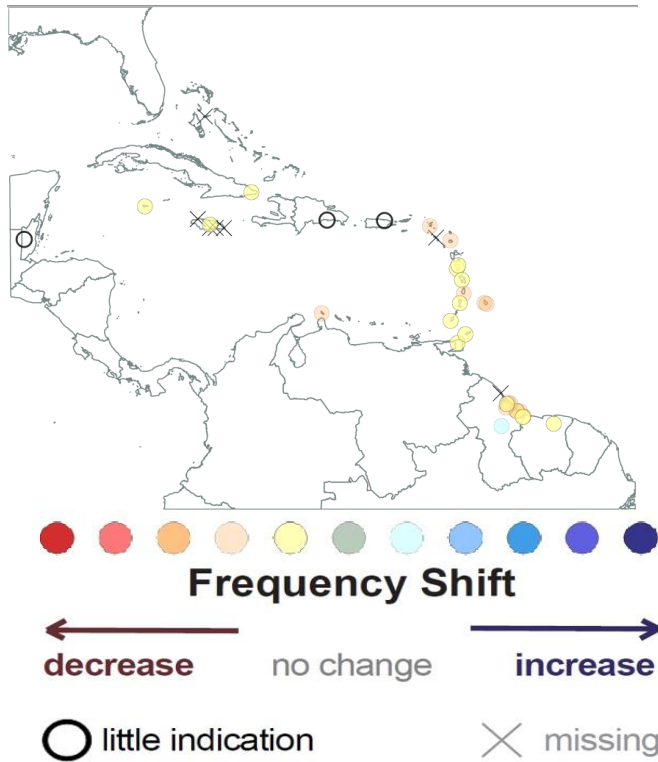 Frequency Shift
decrease no change increase
little indication missing